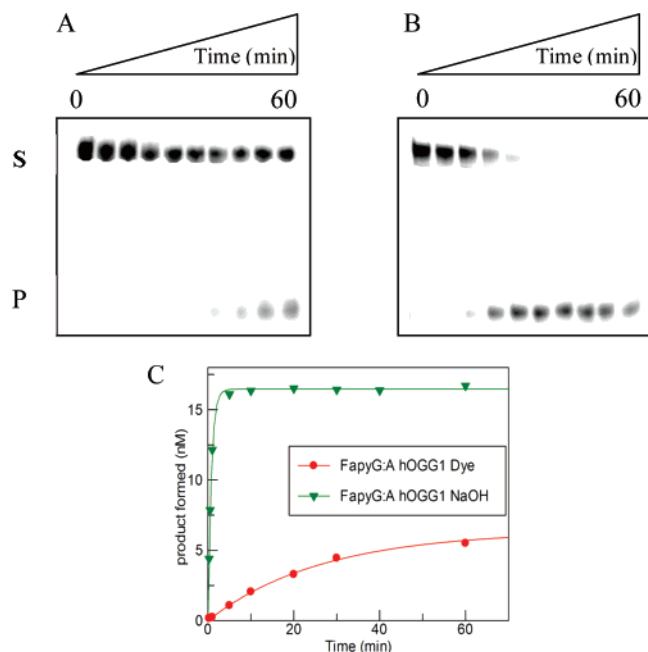 A
B
Time (min)
Time (min)
0
60
0
60
S
P
C
product formed (nM)
15
10
5
0
FapyG:A hOGG1 Dye
FapyG:A hOGG1 NaOH
0
20
40
60
Time (min)